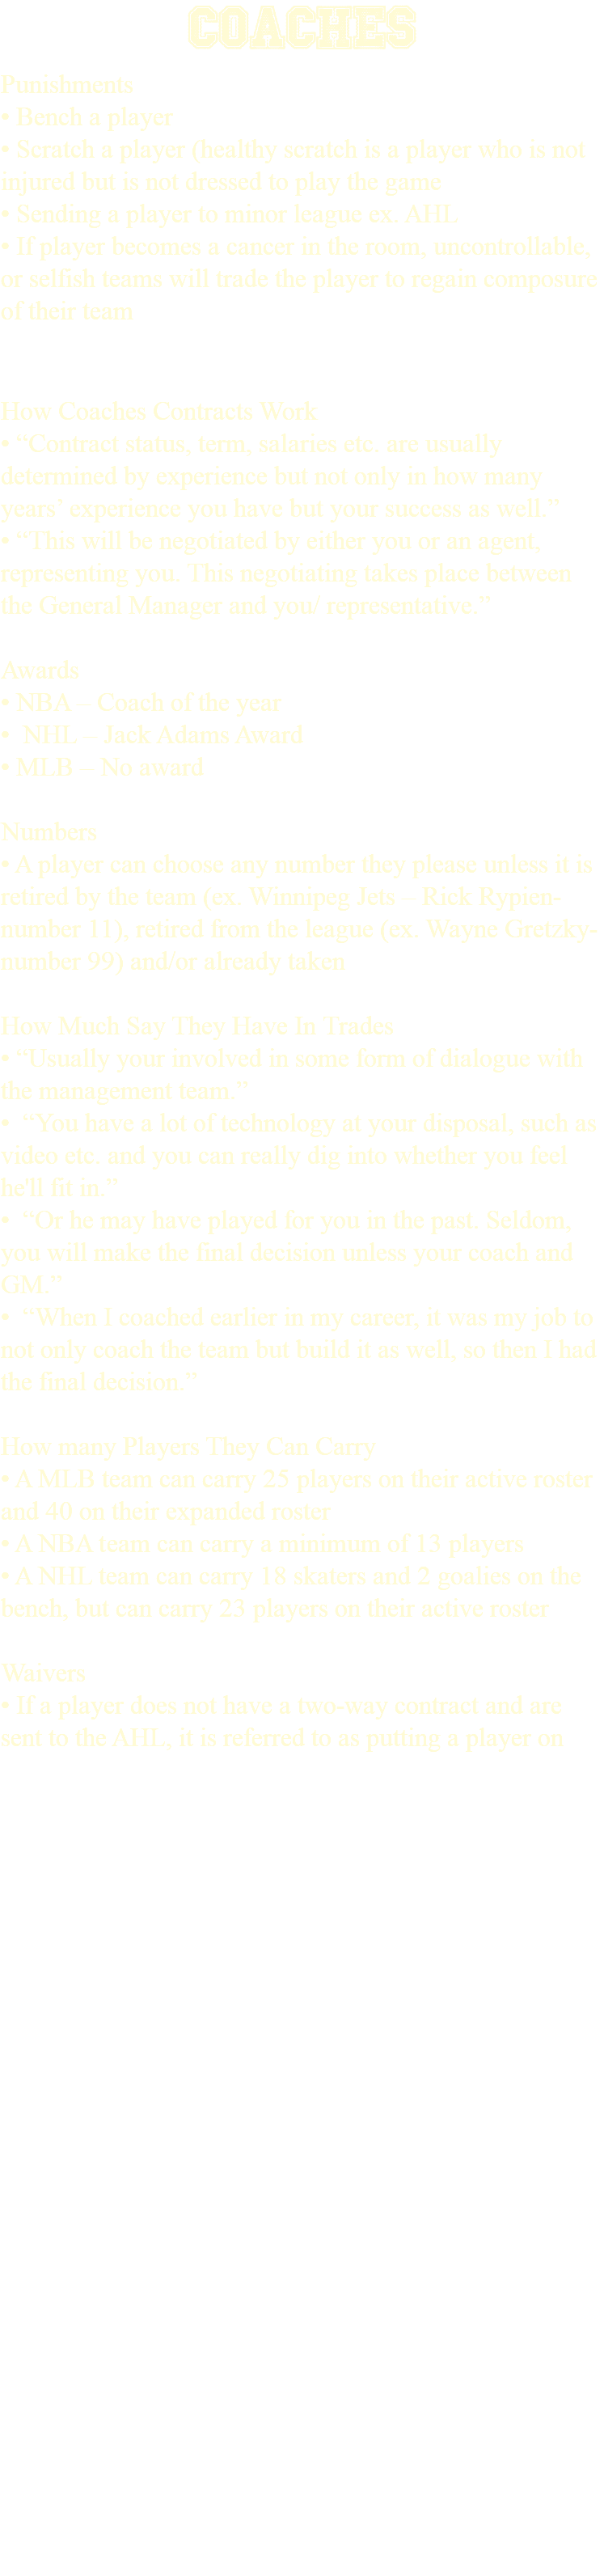 COACHES
Punishments
• Bench a player
• Scratch a player (healthy scratch is a player who is not
injured but is not dressed to play the game
• Sending a player to minor league ex. AHL
• If player becomes a cancer in the room, uncontrollable,
or selfish teams will trade the player to regain composure
of their team
How Coaches Contracts Work
• “Contract status, term, salaries etc. are usually
determined by experience but not only in how many
years’ experience you have but your success as well.”
• “This will be negotiated by either you or an agent,
representing you. This negotiating takes place between
the General Manager and you/ representative.”
Awards
• NBA – Coach of the year
•  NHL – Jack Adams Award
• MLB – No award
Numbers
• A player can choose any number they please unless it is
retired by the team (ex. Winnipeg Jets – Rick Rypien-
number 11), retired from the league (ex. Wayne Gretzky-
number 99) and/or already taken
How Much Say They Have In Trades
• “Usually your involved in some form of dialogue with
the management team.”
•  “You have a lot of technology at your disposal, such as
video etc. and you can really dig into whether you feel
he'll fit in.”
•  “Or he may have played for you in the past. Seldom,
you will make the final decision unless your coach and
GM.”
•  “When I coached earlier in my career, it was my job to
not only coach the team but build it as well, so then I had
the final decision.”
How many Players They Can Carry
• A MLB team can carry 25 players on their active roster
and 40 on their expanded roster
• A NBA team can carry a minimum of 13 players
• A NHL team can carry 18 skaters and 2 goalies on the
bench, but can carry 23 players on their active roster
Waivers
• If a player does not have a two-way contract and are
sent to the AHL, it is referred to as putting a player on